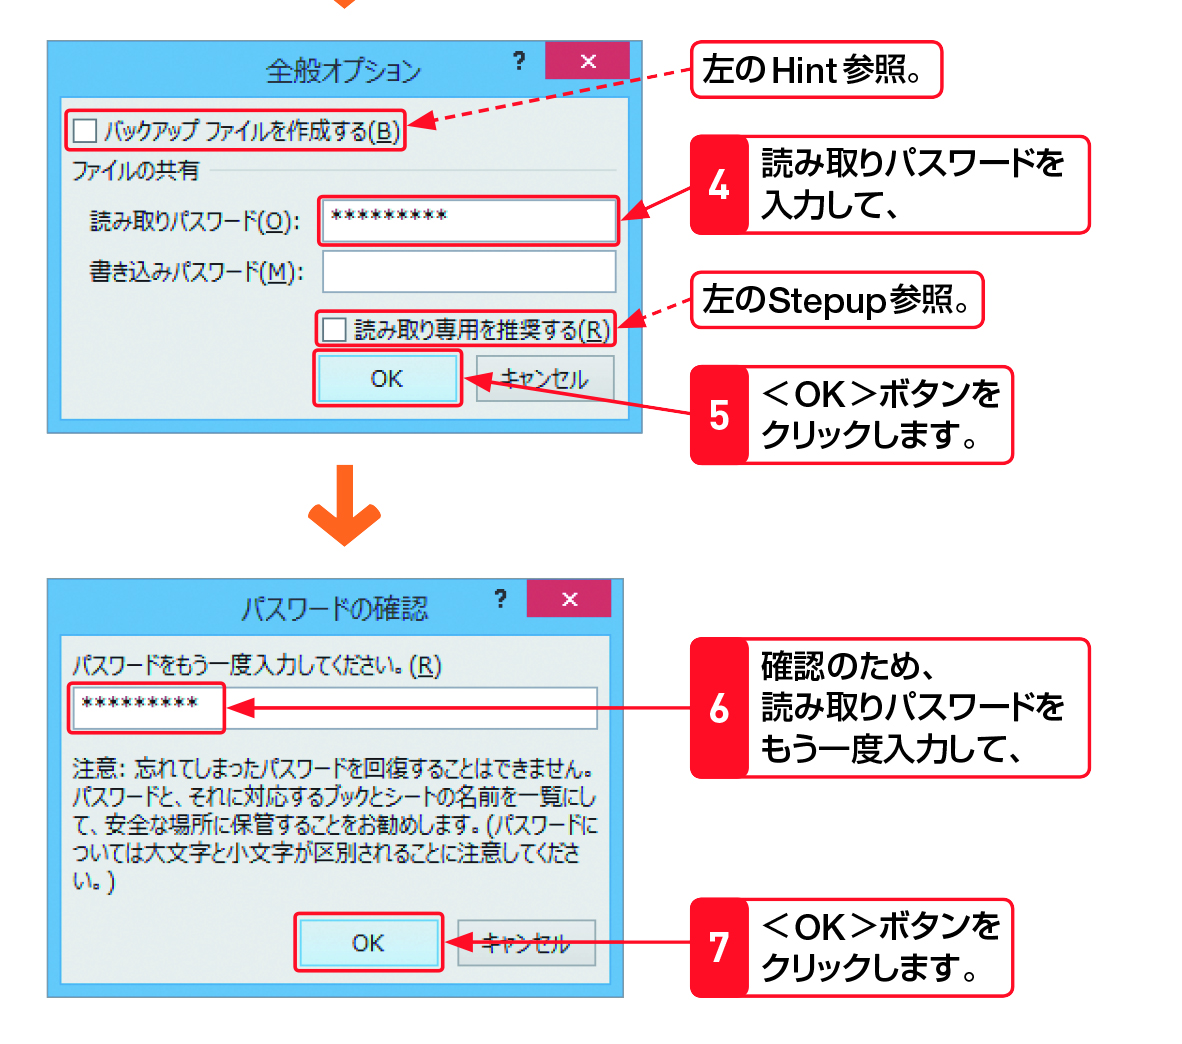 全般オプション ? ×
左のHint参照。
バックアップ ファイルを作成する(B)
ファイルの共有
4 読み取りパスワードを
入力して、
読み取りパスワード(O): *********
書き込みパスワード(M):
左のStepup参照。
読み取り専用を推奨する(R)
OK キャンセル
5 <OK>ボタンを
クリックします。
パスワードの確認 ? ×
パスワードをもう一度入力してください。(R)
*********
6 確認のため、
読み取りパスワードを
もう一度入力して、
注意: 忘れてしまったパスワードを回復することはできません。
パスワードと、それに対応するブックとシートの名前を一覧にし
て、安全な場所に保管することをお勧めします。(パスワードに
ついては大文字と小文字が区別されることに注意してくださ
い。)
OK キャンセル
7 <OK>ボタンを
クリックします。